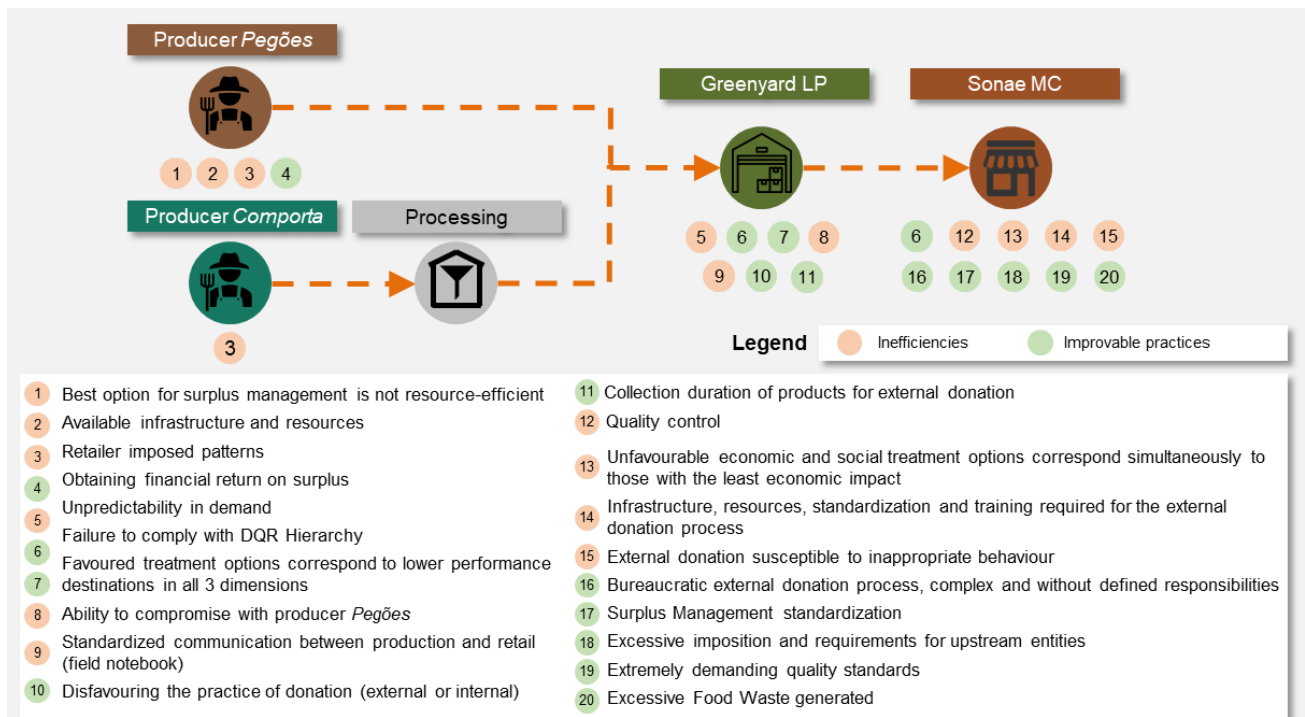 Producer Pegões
Greenyard LP
Sonae MC
1 2 3 4
Producer Comporta
Processing
5 6 7 8
6 12 13 14 15
9 10 11
16 17 18 19 20
3
Legend
Inefficiencies
Improvable practices
1 Best option for surplus management is not resource-efficient
2 Available infrastructure and resources
3 Retailer imposed patterns
4 Obtaining financial return on surplus
5 Unpredictability in demand
6 Failure to comply with DQR Hierarchy
7 Favoured treatment options correspond to lower performance
destinations in all 3 dimensions
8 Ability to compromise with producer Pegões
9 Standardized communication between production and retail
(field notebook)
10 Disfavouring the practice of donation (external or internal)
11 Collection duration of products for external donation
12 Quality control
13 Unfavourable economic and social treatment options correspond simultaneously to
those with the least economic impact
14 Infrastructure, resources, standardization and training required for the external
donation process
15 External donation susceptible to inappropriate behaviour
16 Bureaucratic external donation process, complex and without defined responsibilities
17 Surplus Management standardization
18 Excessive imposition and requirements for upstream entities
19 Extremely demanding quality standards
20 Excessive Food Waste generated